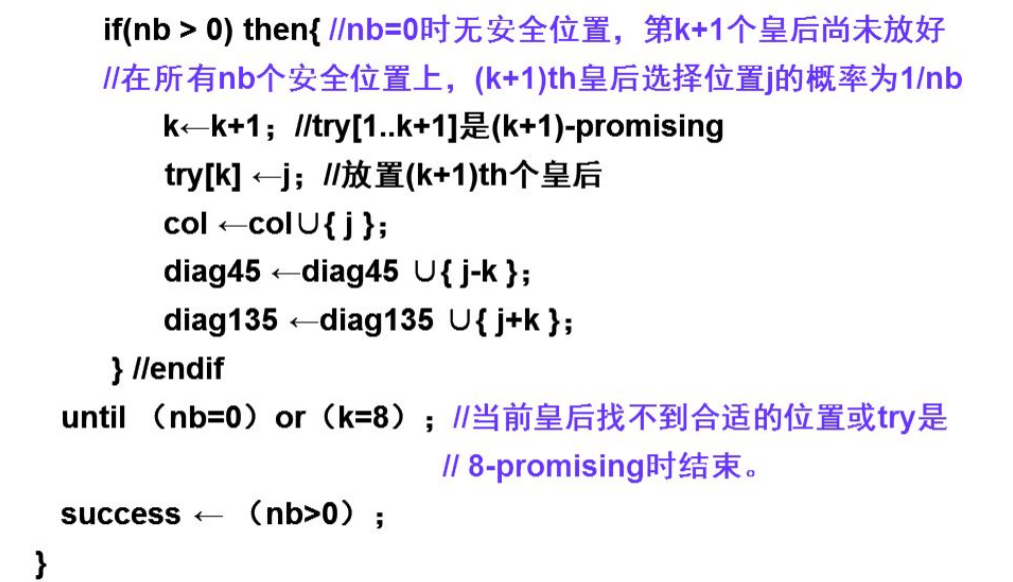 if(nb > 0) then{ //nb=0时无安全位置，第k+1个皇后尚未放好
//在所有nb个安全位置上，(k+1)th皇后选择位置j的概率为1/nb
k←k+1；//try[1..k+1]是(k+1)-promising
try[k] ←j；//放置(k+1)th个皇后
col ←col∪{ j }；
diag45 ←diag45 ∪{ j-k }；
diag135 ←diag135 ∪{ j+k }；
} //endif
until （nb=0）or（k=8）；//当前皇后找不到合适的位置或try是
// 8-promising时结束。
success ← （nb>0）；
}